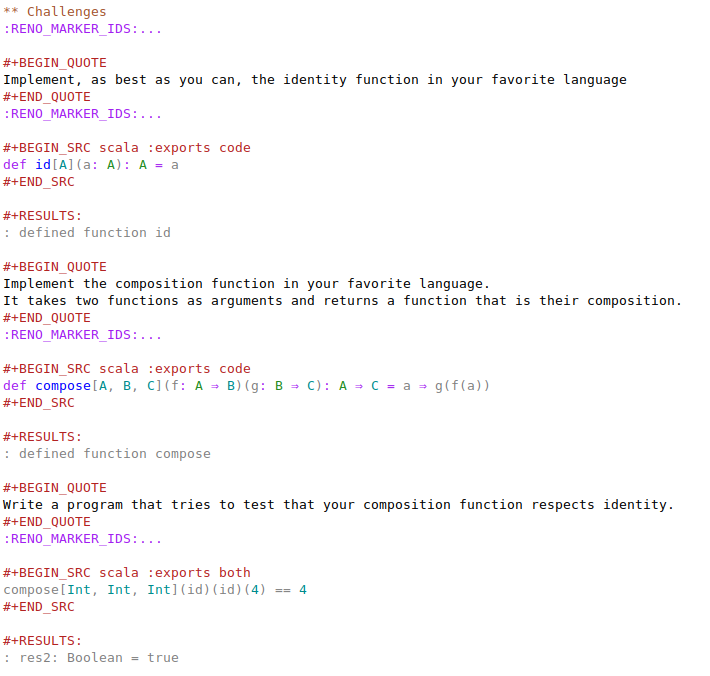 ** Challenges
:RENO_MARKER_IDS:...
#+BEGIN_QUOTE
Implement, as best as you can, the identity function in your favorite language
#+END_QUOTE
:RENO_MARKER_IDS:...
#+BEGIN_SRC scala :exports code
def id[A](a: A): A = a
#+END_SRC
#+RESULTS:
: defined function id
#+BEGIN_QUOTE
Implement the composition function in your favorite language.
It takes two functions as arguments and returns a function that is their composition.
#+END_QUOTE
:RENO_MARKER_IDS:...
#+BEGIN_SRC scala :exports code
def compose[A, B, C](f: A ⇒ B)(g: B ⇒ C): A ⇒ C = a ⇒ g(f(a))
#+END_SRC
#+RESULTS:
: defined function compose
#+BEGIN_QUOTE
Write a program that tries to test that your composition function respects identity.
#+END_QUOTE
:RENO_MARKER_IDS:...
#+BEGIN_SRC scala :exports both
compose[Int, Int, Int](id)(id)(4) == 4
#+END_SRC
#+RESULTS:
: res2: Boolean = true